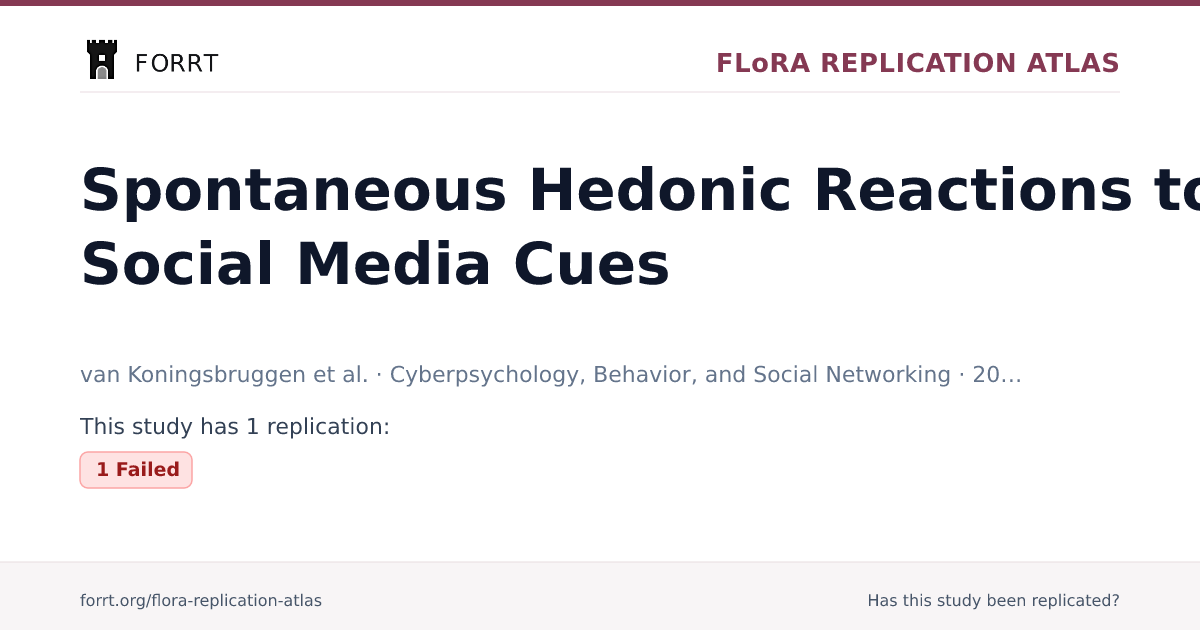 FORRT
FLoRA REPLICATION ATLAS
Spontaneous Hedonic Reactions to
Social Media Cues
van Koningsbruggen et al. · Cyberpsychology, Behavior, and Social Networking · 20…
This study has 1 replication:
1 Failed
forrt.org/flora-replication-atlas
Has this study been replicated?